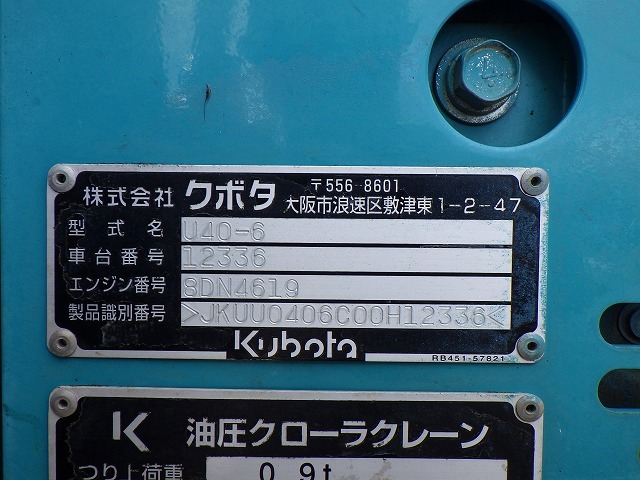 株式会社 クボタ 〒556-8601
大阪市浪速区敷津東1-2-47
型式名 U40-6
車台番号 12336
エンジン番号 8DN4619
製品識別番号 >JKUU0406C00H12336<
Kubota
RB451-57821
K 油圧クローラクレーン
つり上荷重 0.9t